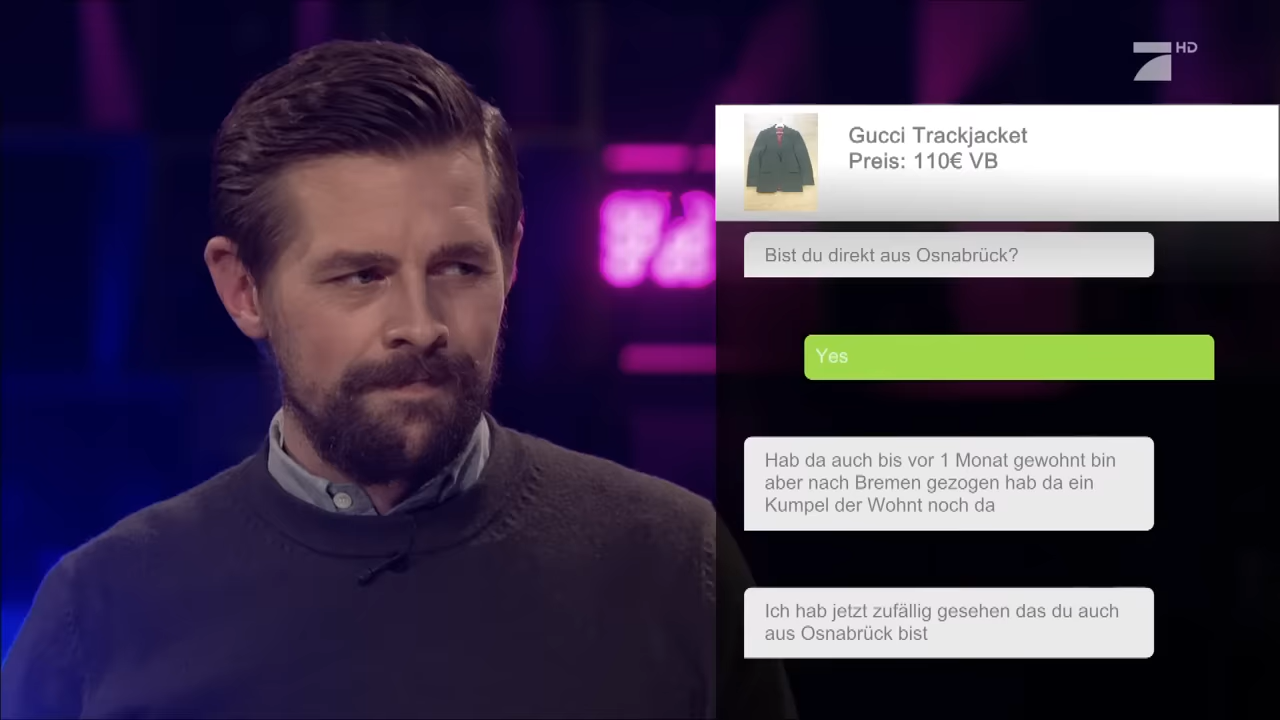 HD
Gucci Trackjacket
Preis: 110€ VB
Bist du direkt aus Osnabrück?
Yes
Hab da auch bis vor 1 Monat gewohnt bin
aber nach Bremen gezogen hab da ein
Kumpel der Wohnt noch da
Ich hab jetzt zufällig gesehen das du auch
aus Osnabrück bist